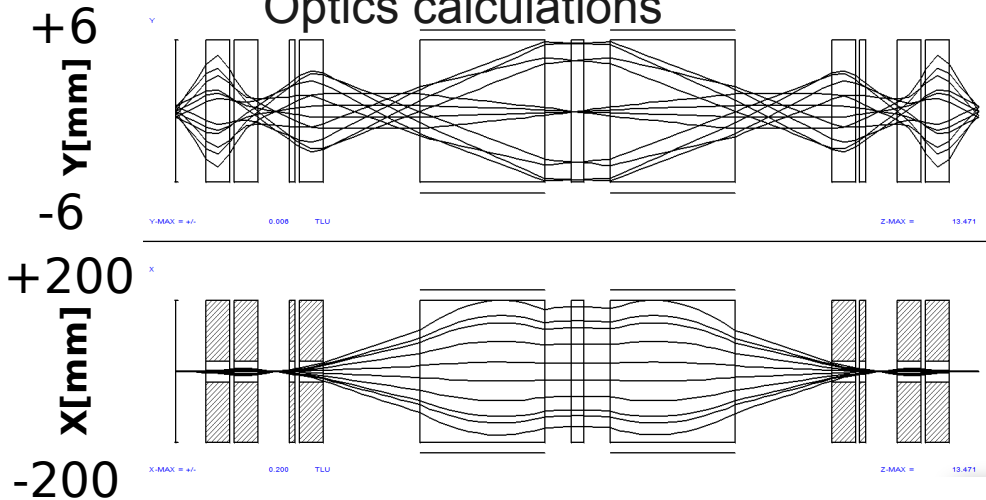 Optics calculations
+6
Y
Y[mm]
-6
Y-MAX = +/- 0.006 TLU Z-MAX = 13.471
+200
X
X[mm]
-200
X-MAX = +/- 0.200 TLU Z-MAX = 13.471